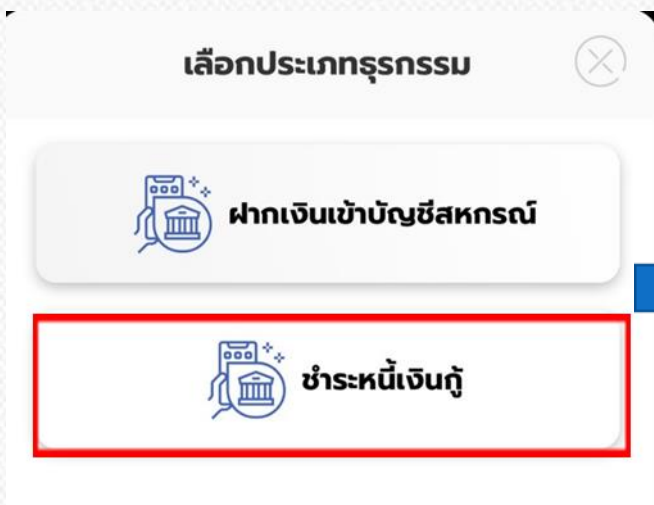 เลือกประเภทธุรกรรม
ฝากเงินเข้าบัญชีสหกรณ์
ชำระหนี้เงินกู้